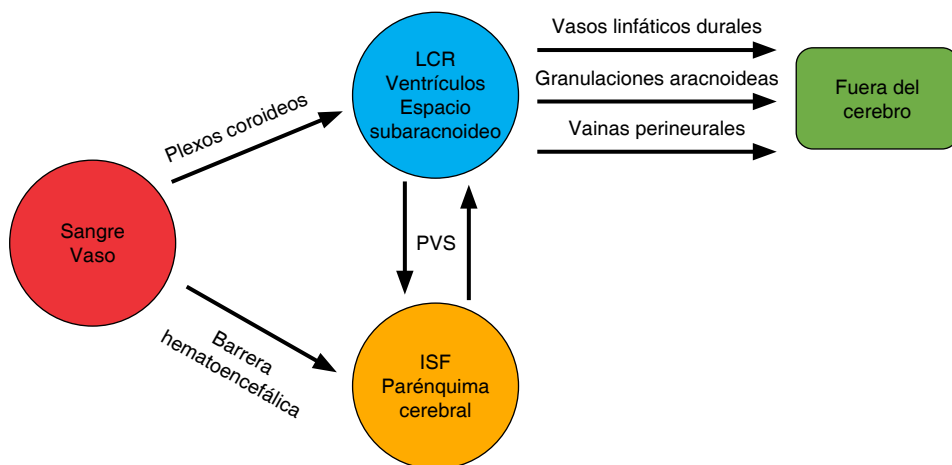 Vasos linfáticos durales
Granulaciones aracnoideas
Vainas perineurales
LCR
Ventrículos
Espacio
subaracnoideo
Fuera del
cerebro
Plexos coroideos
Sangre
Vaso
PVS
Barrera
hematoencefálica
ISF
Parénquima
cerebral